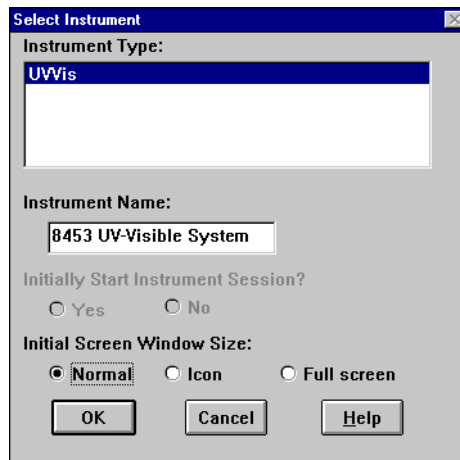 Select Instrument
Instrument Type:
UVVis
Instrument Name:
8453 UV-Visible System
Initially Start Instrument Session?
Yes No
Initial Screen Window Size:
Normal Icon Full screen
OK Cancel Help